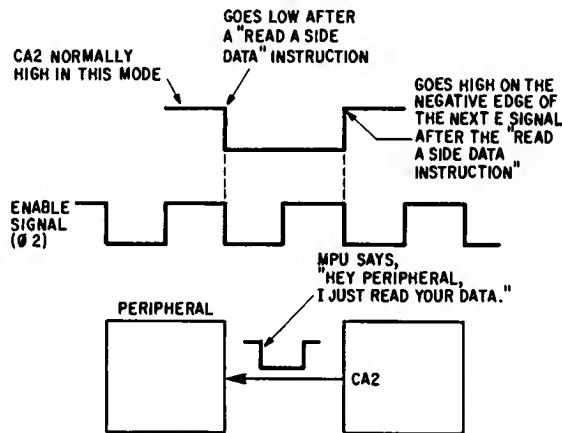 GOES LOW AFTER
A "READ A SIDE
DATA" INSTRUCTION
CA2 NORMALLY
HIGH IN THIS MODE
GOES HIGH ON THE
NEGATIVE EDGE OF
THE NEXT E SIGNAL
AFTER THE "READ
A SIDE DATA
INSTRUCTION"
ENABLE
SIGNAL
(Ø 2)
MPU SAYS,
"HEY PERIPHERAL,
I JUST READ YOUR DATA."
PERIPHERAL
CA2